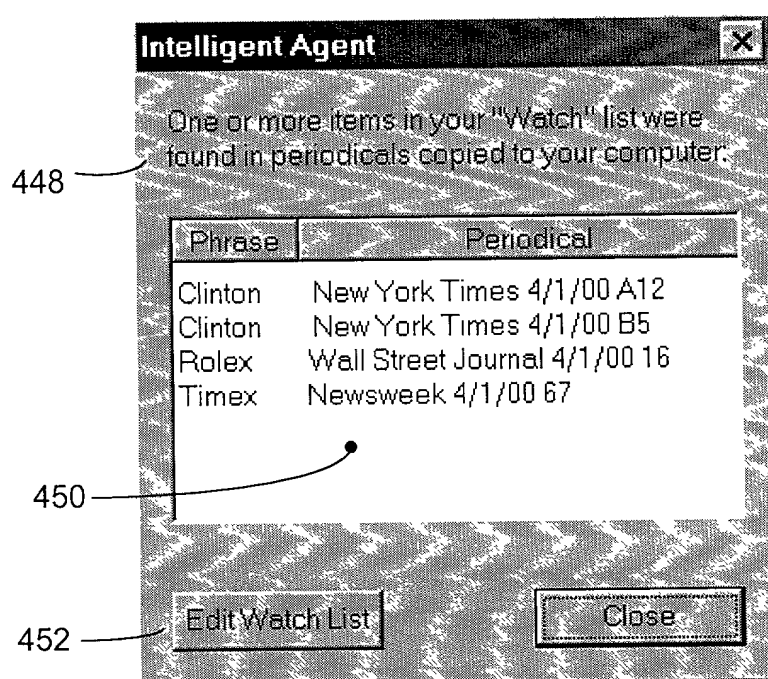 Intelligent Agent
One or more items in your "Watch" list were
found in periodicals copied to your computer:
448
Phrase Periodical
Clinton New York Times 4/1/00 A12
Clinton New York Times 4/1/00 B5
Rolex Wall Street Journal 4/1/00 16
Timex Newsweek 4/1/00 67
450
Edit Watch List Close
452